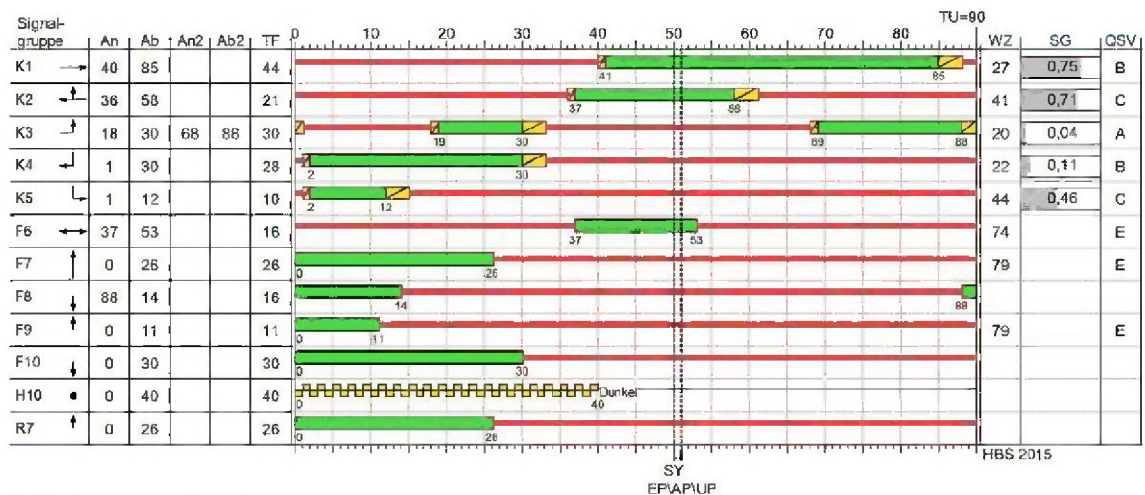 TU=90
Signal-
gruppe An Ab An2 Ab2 TF 0 10 20 30 40 50 60 70 80 WZ SG QSV
K1 40 85 44 41 85 27 0,75 B
K2 36 58 21 37 58 41 0,71 C
K3 18 30 68 88 30 19 30 69 88 20 0,04 A
K4 1 30 28 2 30 22 0,11 B
K5 1 12 10 2 12 44 0,46 C
F6 37 53 16 37 53 74 E
F7 0 26 26 0 26 79 E
F8 88 14 16 14 88
F9 0 11 11 0 11 79 E
F10 0 30 30 0 30
H10 0 40 40 0 40 Dunkel
R7 0 26 26 0 26
HBS 2015
SY
EP\AP\UP